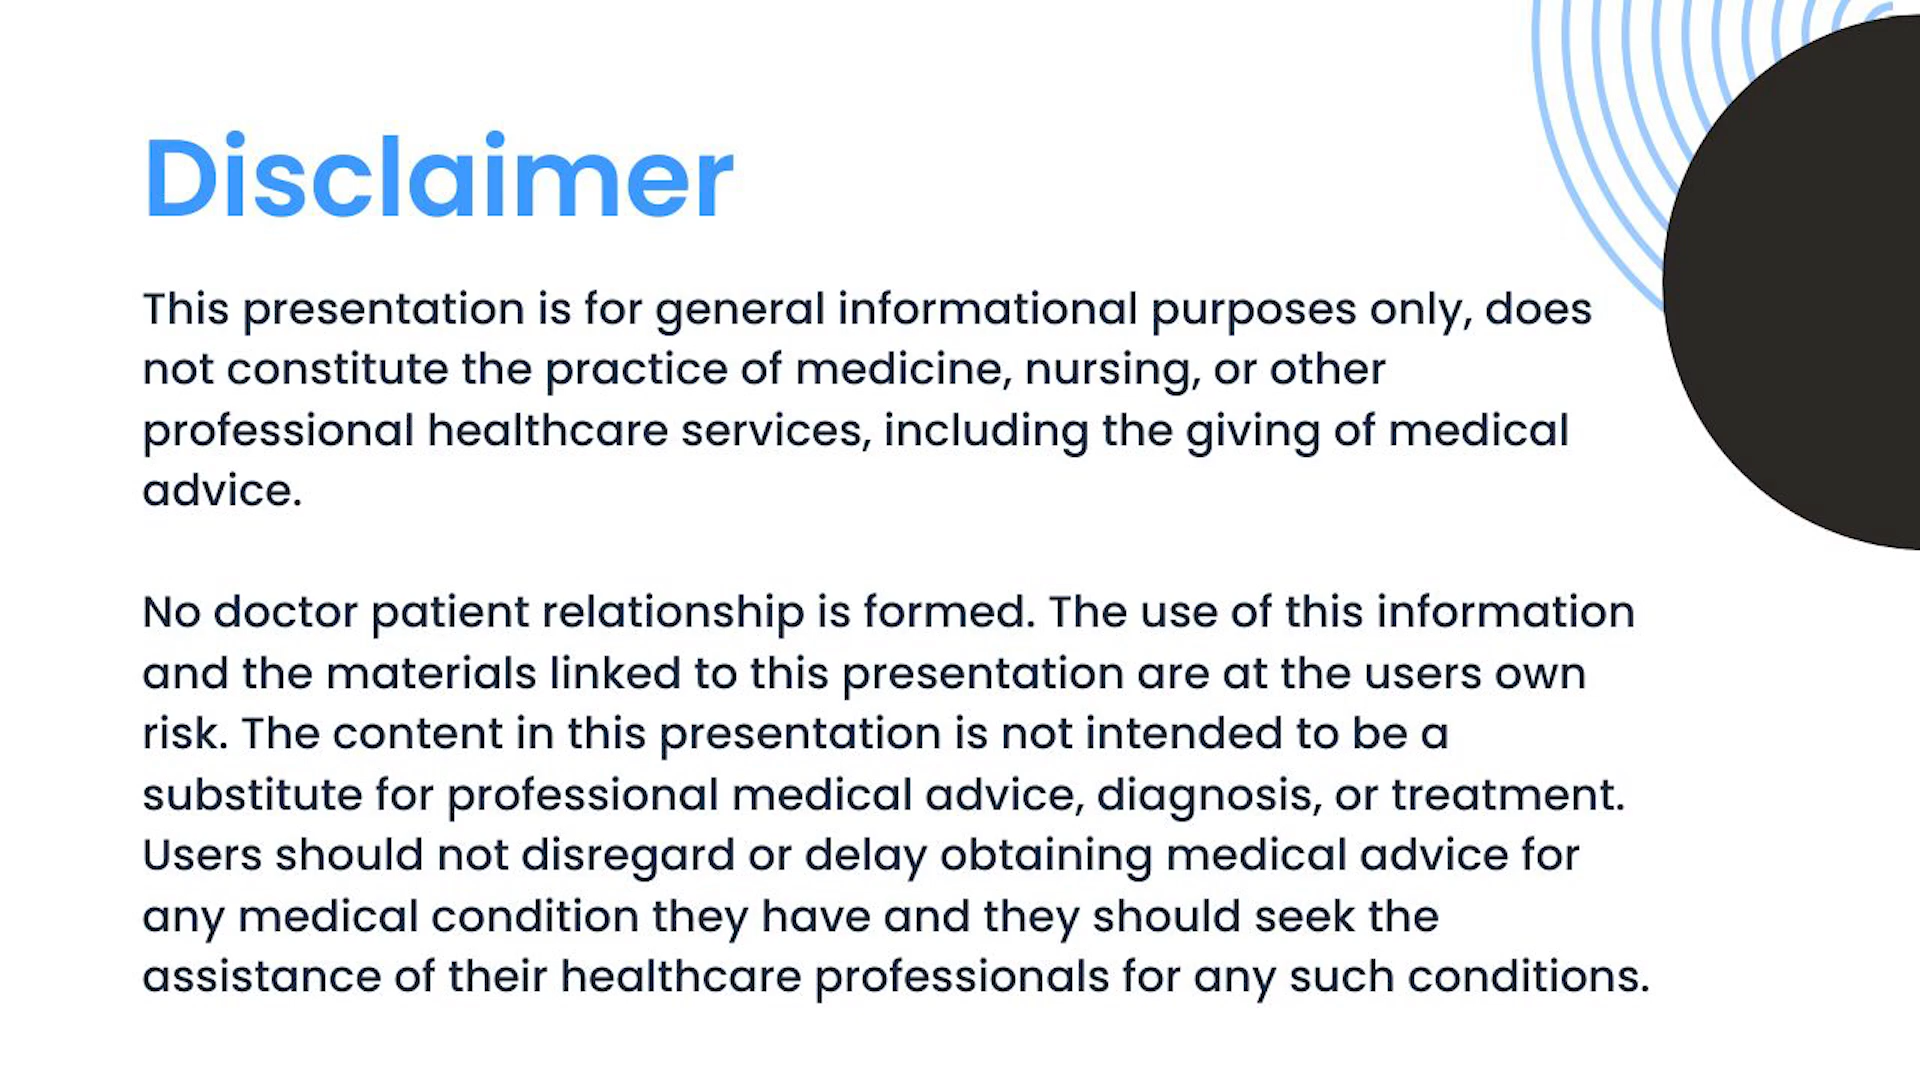 Disclaimer
This presentation is for general informational purposes only, does
not constitute the practice of medicine, nursing, or other
professional healthcare services, including the giving of medical
advice.
No doctor patient relationship is formed. The use of this information
and the materials linked to this presentation are at the users own
risk. The content in this presentation is not intended to be a
substitute for professional medical advice, diagnosis, or treatment.
Users should not disregard or delay obtaining medical advice for
any medical condition they have and they should seek the
assistance of their healthcare professionals for any such conditions.